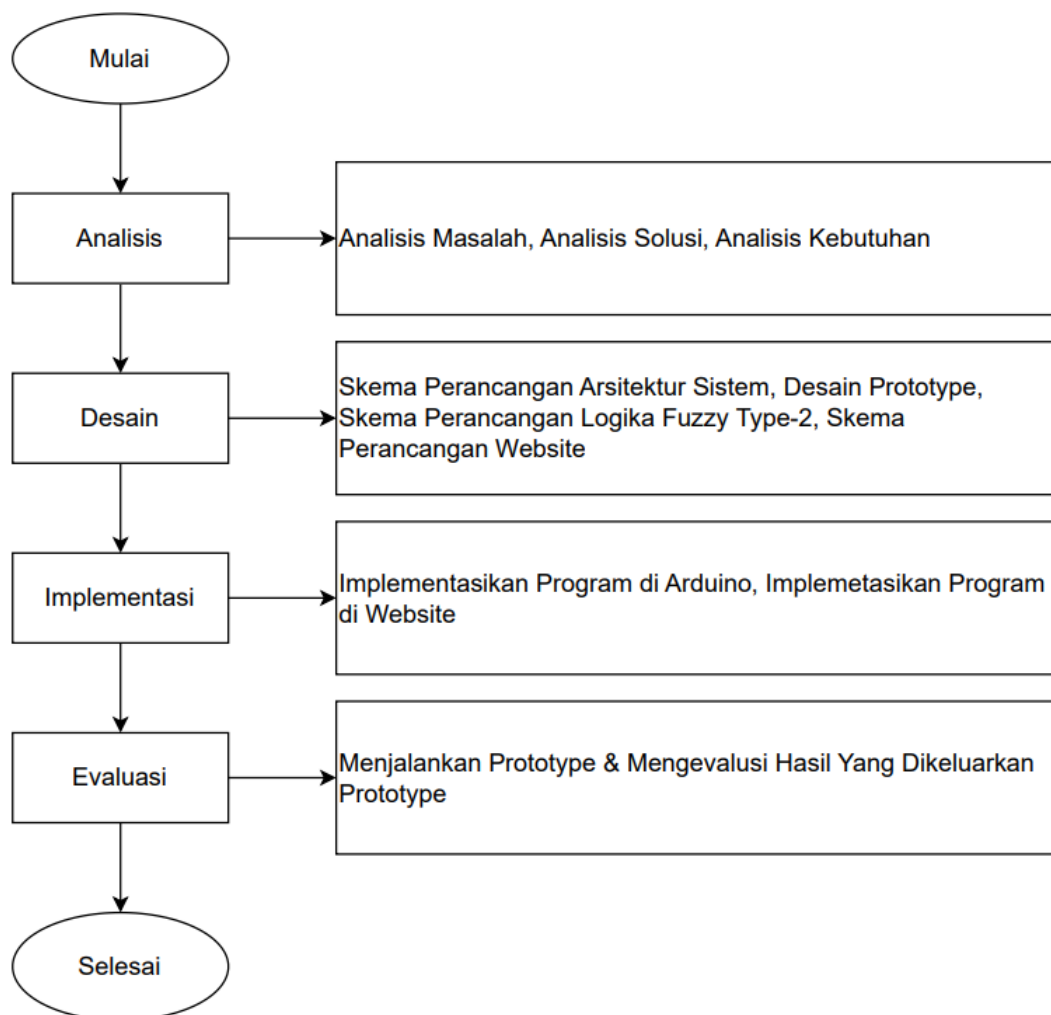 Mulai
Analisis
Analisis Masalah, Analisis Solusi, Analisis Kebutuhan
Desain
Skema Perancangan Arsitektur Sistem, Desain Prototype,
Skema Perancangan Logika Fuzzy Type-2, Skema
Perancangan Website
Implementasi
Implementasikan Program di Arduino, Implemetasikan Program
di Website
Evaluasi
Menjalankan Prototype & Mengevalusi Hasil Yang Dikeluarkan
Prototype
Selesai